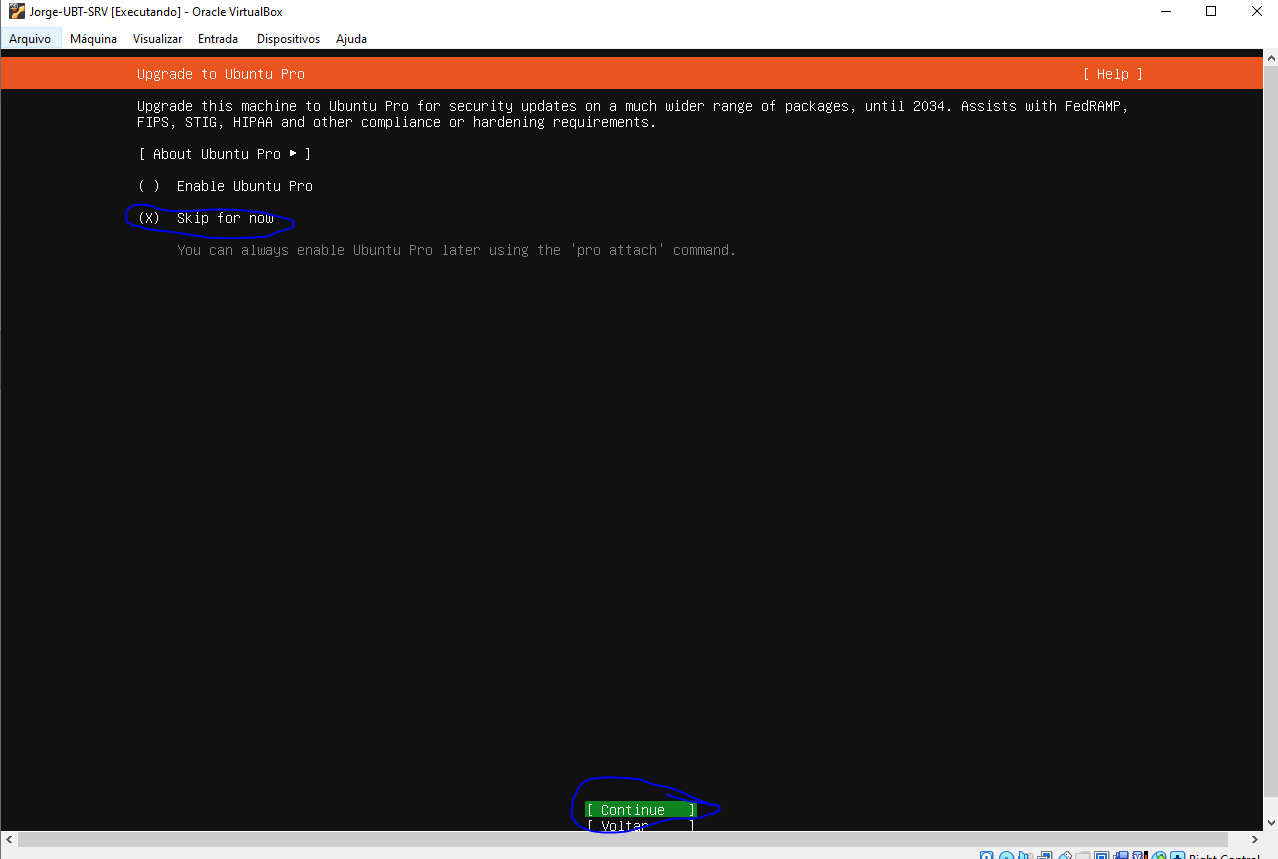 Jorge-UBT-SRV [Executando] - Oracle VirtualBox
Arquivo Máquina Visualizar Entrada Dispositivos Ajuda
Upgrade to Ubuntu Pro [ Help ]
Upgrade this machine to Ubuntu Pro for security updates on a much wider range of packages, until 2034. Assists with FedRAMP,
FIPS, STIG, HIPAA and other compliance or hardening requirements.
[ About Ubuntu Pro ▸ ]
( ) Enable Ubuntu Pro
(X) Skip for now
You can always enable Ubuntu Pro later using the 'pro attach' command.
[ Continue ]
[ Voltar ]
Right Control